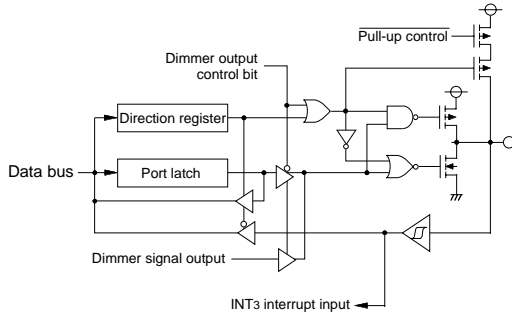 Pull-up control
Dimmer output
control bit
Direction register
Data bus
Port latch
Dimmer signal output
INT3 interrupt input